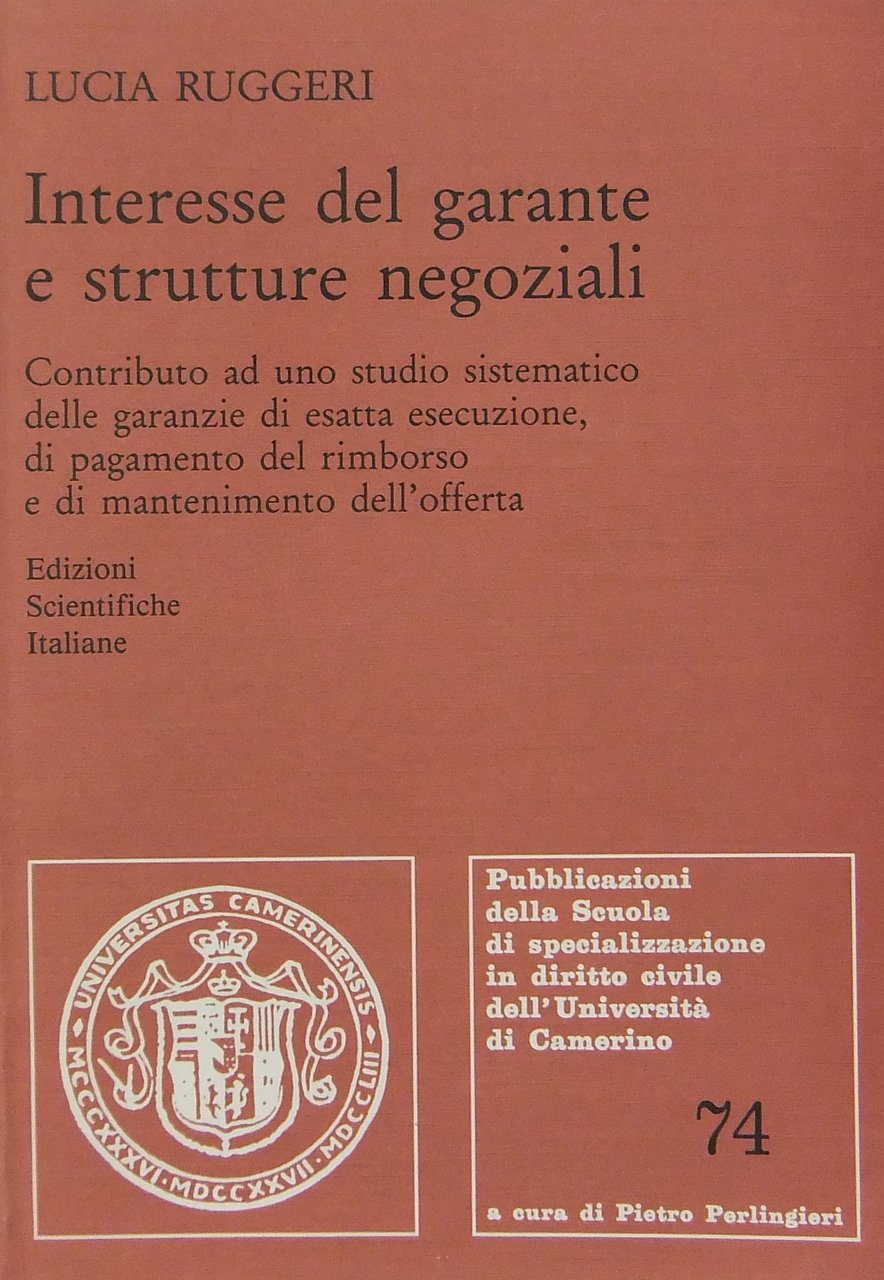 LUCIA RUGGERI
Interesse del garante
e strutture negoziali
Contributo ad uno studio sistematico
delle garanzie di esatta esecuzione,
di pagamento del rimborso
e di mantenimento dell'offerta
Edizioni
Scientifiche
Italiane
UNIVERSITAS CAMERINENSIS
MCCCXXXVI·MDCCXXVII·MDCCLIII
Pubblicazioni
della Scuola
di specializzazione
in diritto civile
dell'Università
di Camerino
74
a cura di Pietro Perlingieri